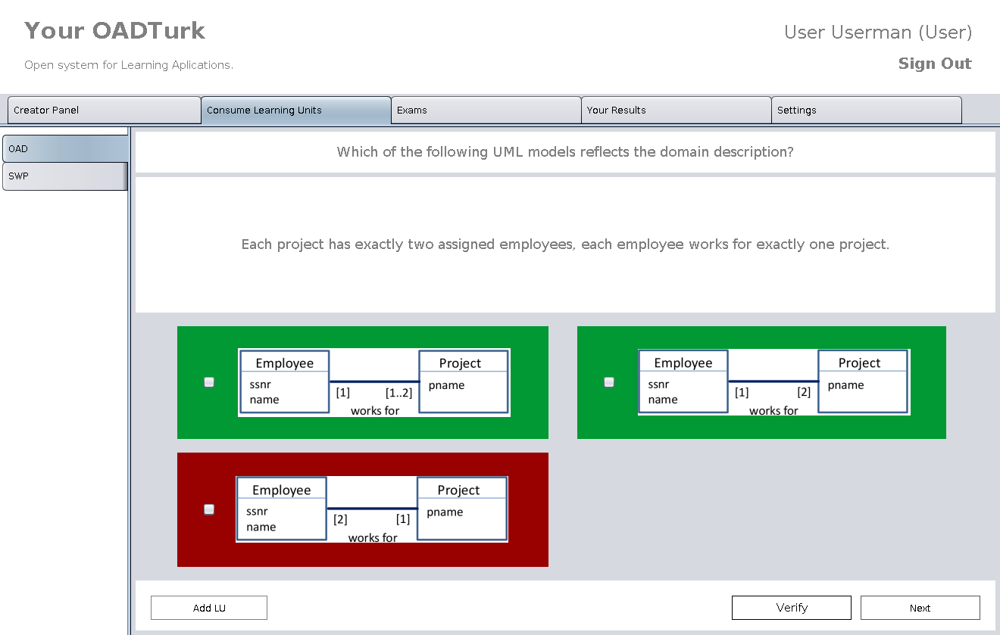 Your OADTurk
User Userman (User)
Open system for Learning Aplications.
Sign Out
Creator Panel
Consume Learning Units
Exams
Your Results
Settings
OAD
SWP
Which of the following UML models reflects the domain description?
Each project has exactly two assigned employees, each employee works for exactly one project.
Employee
ssnr
name
[1]
[1..2]
works for
Project
pname
Employee
ssnr
name
[1]
[2]
works for
Project
pname
Employee
ssnr
name
[2]
[1]
works for
Project
pname
Add LU
Verify
Next